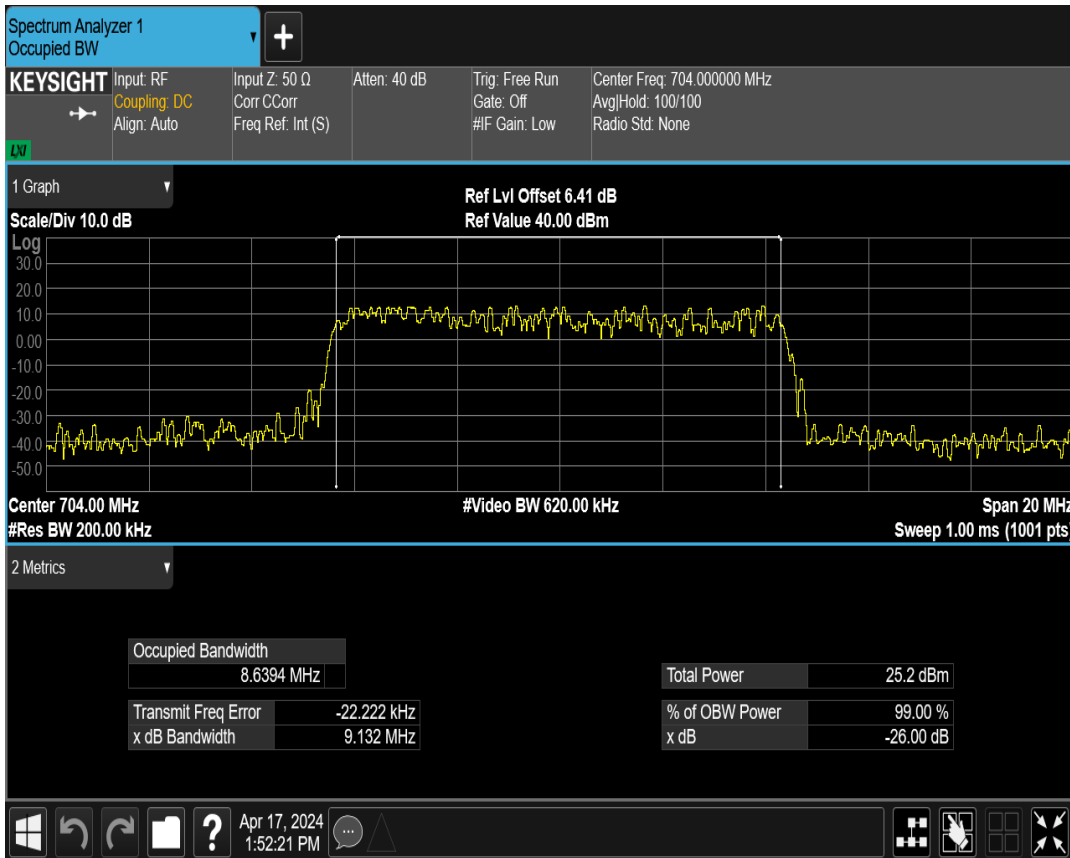 Spectrum Analyzer 1
Occupied BW
+
KEYSIGHT
LXI
Input: RF
Coupling: DC
Align: Auto
Input Z: 50 Ω
Corr CCorr
Freq Ref: Int (S)
Atten: 40 dB
Trig: Free Run
Gate: Off
#IF Gain: Low
Center Freq: 704.000000 MHz
Avg|Hold: 100/100
Radio Std: None
1 Graph
Scale/Div 10.0 dB
Ref Lvl Offset 6.41 dB
Ref Value 40.00 dBm
Log
30.0
20.0
10.0
0.00
-10.0
-20.0
-30.0
-40.0
-50.0
Center 704.00 MHz
#Video BW 620.00 kHz
Span 20 MHz
#Res BW 200.00 kHz
Sweep 1.00 ms (1001 pts)
2 Metrics
Occupied Bandwidth
8.6394 MHz
Total Power 25.2 dBm
Transmit Freq Error -22.222 kHz
% of OBW Power 99.00 %
x dB Bandwidth 9.132 MHz
x dB -26.00 dB
?
Apr 17, 2024
1:52:21 PM